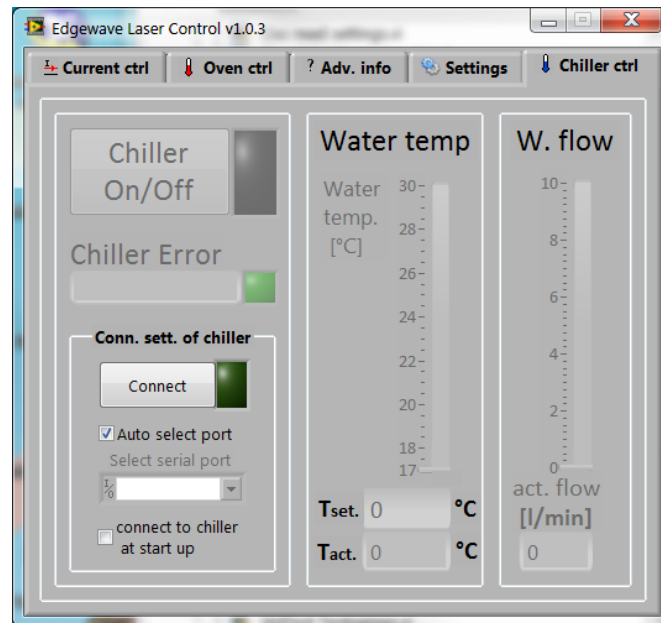 Edgewave Laser Control v1.0.3
Current ctrl
Oven ctrl
? Adv. info
Settings
Chiller ctrl
Chiller
On/Off
Chiller Error
Conn. sett. of chiller
Connect
Auto select port
Select serial port
I/O
connect to chiller
at start up
Water temp
Water
temp.
[°C]
30
28
26
24
22
20
18
17
Tset. 0 °C
Tact. 0 °C
W. flow
10
8
6
4
2
0
act. flow
[l/min]
0